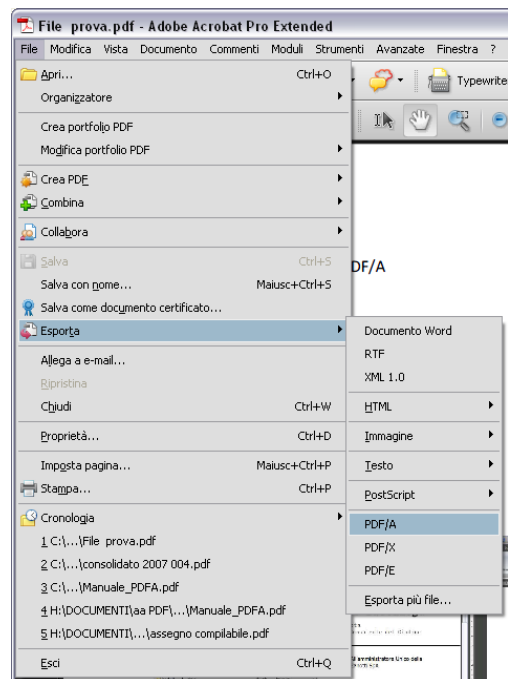 File prova.pdf - Adobe Acrobat Pro Extended
File Modifica Vista Documento Commenti Moduli Strumenti Avanzate Finestra ?
Apri... Ctrl+O
Typewrite
Organizzatore
Crea portfolio PDF
Modifica portfolio PDF
Crea PDF
Combina
Collabora
Salva Ctrl+S
DF/A
Salva con nome... Maiusc+Ctrl+S
Salva come documento certificato...
Esporta
Allega a e-mail...
Ripristina
Chiudi Ctrl+W
Proprietà... Ctrl+D
Imposta pagina... Maiusc+Ctrl+P
Stampa... Ctrl+P
Cronologia
1 C:\...\File prova.pdf
2 C:\...\consolidato 2007 004.pdf
3 C:\...\Manuale_PDFA.pdf
4 H:\DOCUMENTI\aa PDF\...\Manuale_PDFA.pdf
5 H:\DOCUMENTI\...\assegno compilabile.pdf
Esci Ctrl+Q
Documento Word
RTF
XML 1.0
HTML
Immagine
Testo
PostScript
PDF/A
PDF/X
PDF/E
Esporta più file...